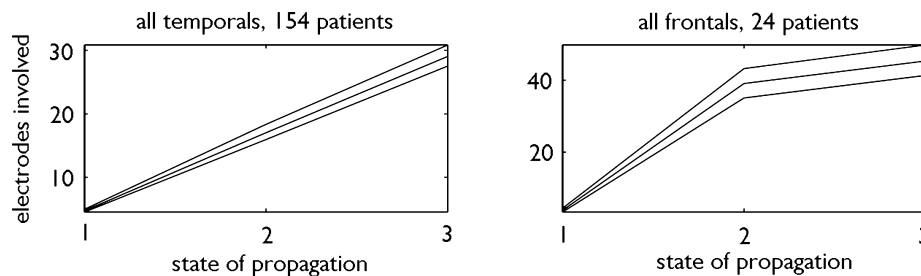 all temporals, 154 patients
electrodes involved
30
20
10
1
2
3
state of propagation
all frontals, 24 patients
40
20
1
2
3
state of propagation